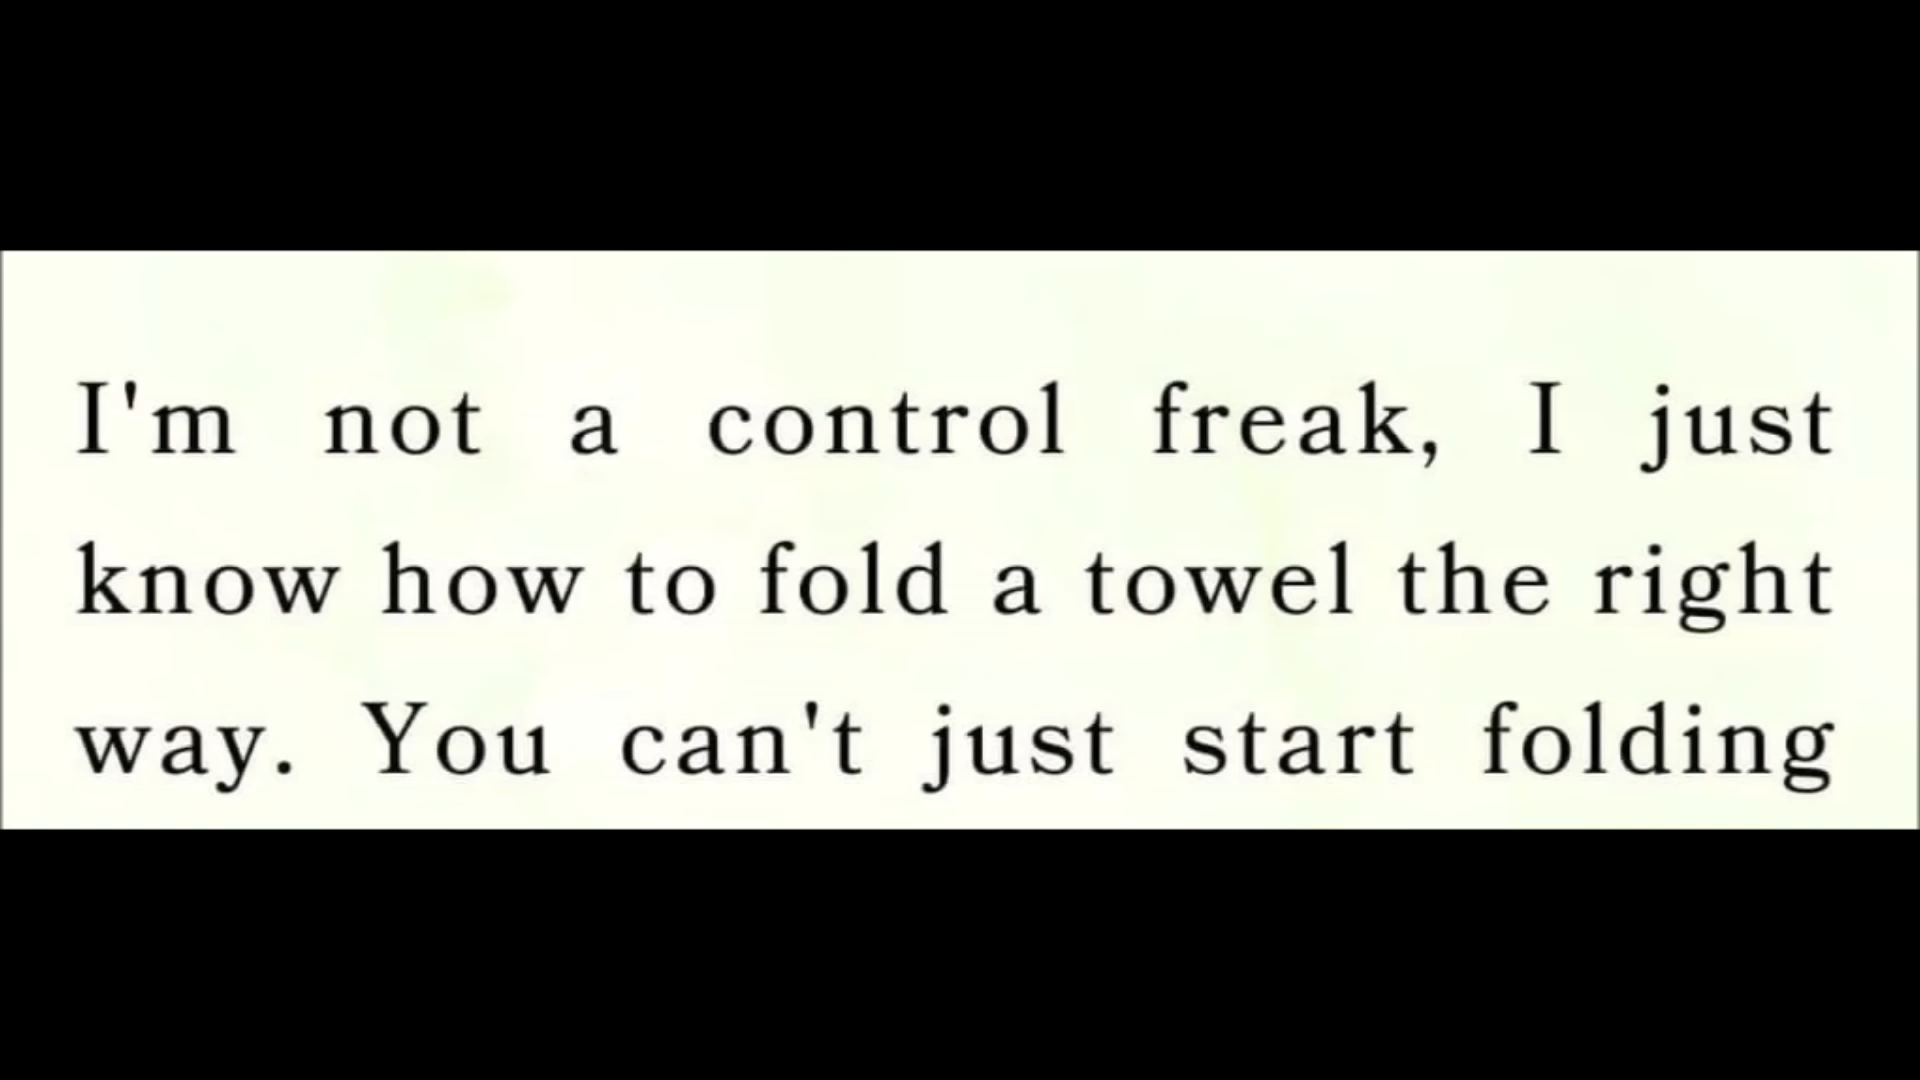 I'm not a control freak, I just
know how to fold a towel the right
way. You can't just start folding